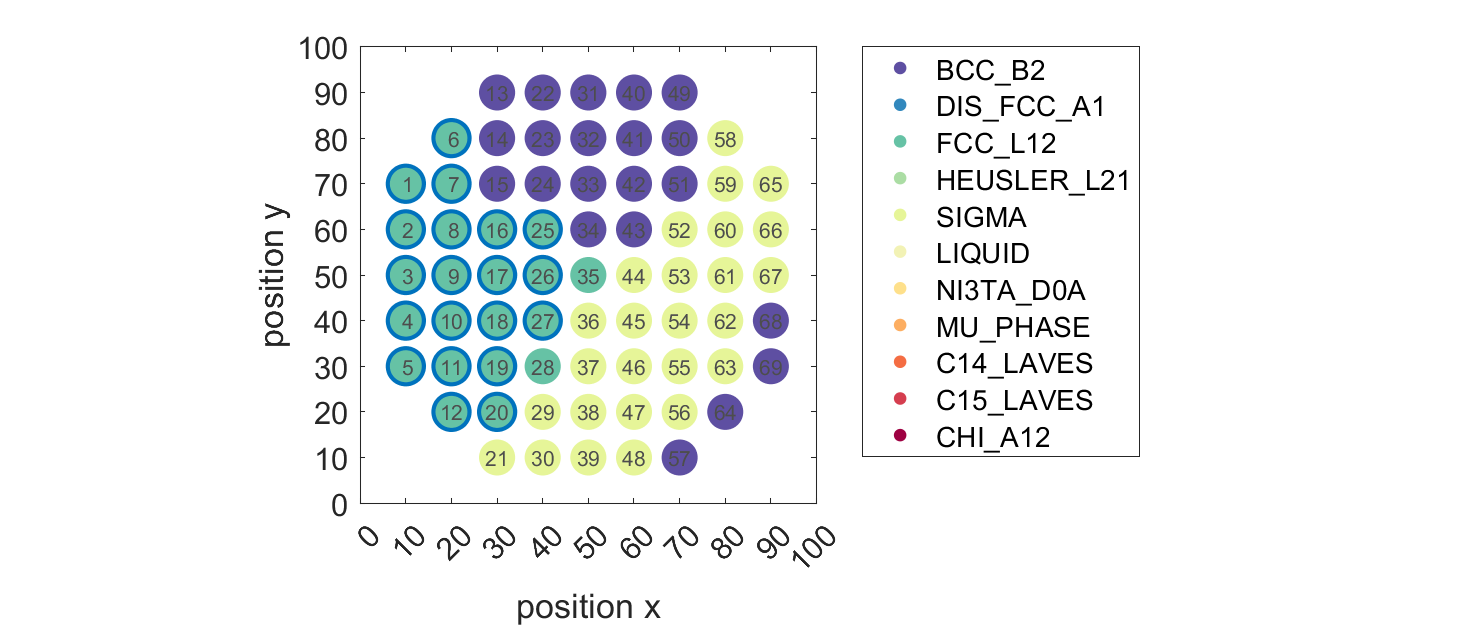 100
90
80
70
60
50
40
30
20
10
0
position y
13 22 31 40 49
6 14 23 32 41 50 58
1 7 15 24 33 42 51 59 65
2 8 16 25 34 43 52 60 66
3 9 17 26 35 44 53 61 67
4 10 18 27 36 45 54 62 68
5 11 19 28 37 46 55 63 69
12 20 29 38 47 56 64
21 30 39 48 57
0 10 20 30 40 50 60 70 80 90 100
position x
BCC_B2
DIS_FCC_A1
FCC_L12
HEUSLER_L21
SIGMA
LIQUID
NI3TA_D0A
MU_PHASE
C14_LAVES
C15_LAVES
CHI_A12